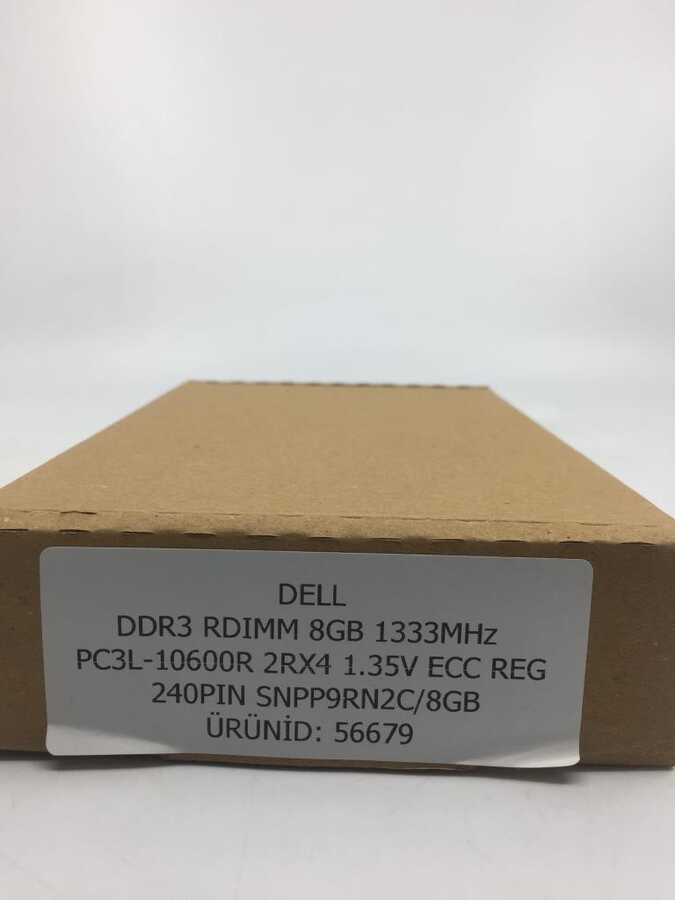 DELL
DDR3 RDIMM 8GB 1333MHz
PC3L-10600R 2RX4 1.35V ECC REG
240PIN SNPP9RN2C/8GB
ÜRÜNİD: 56679